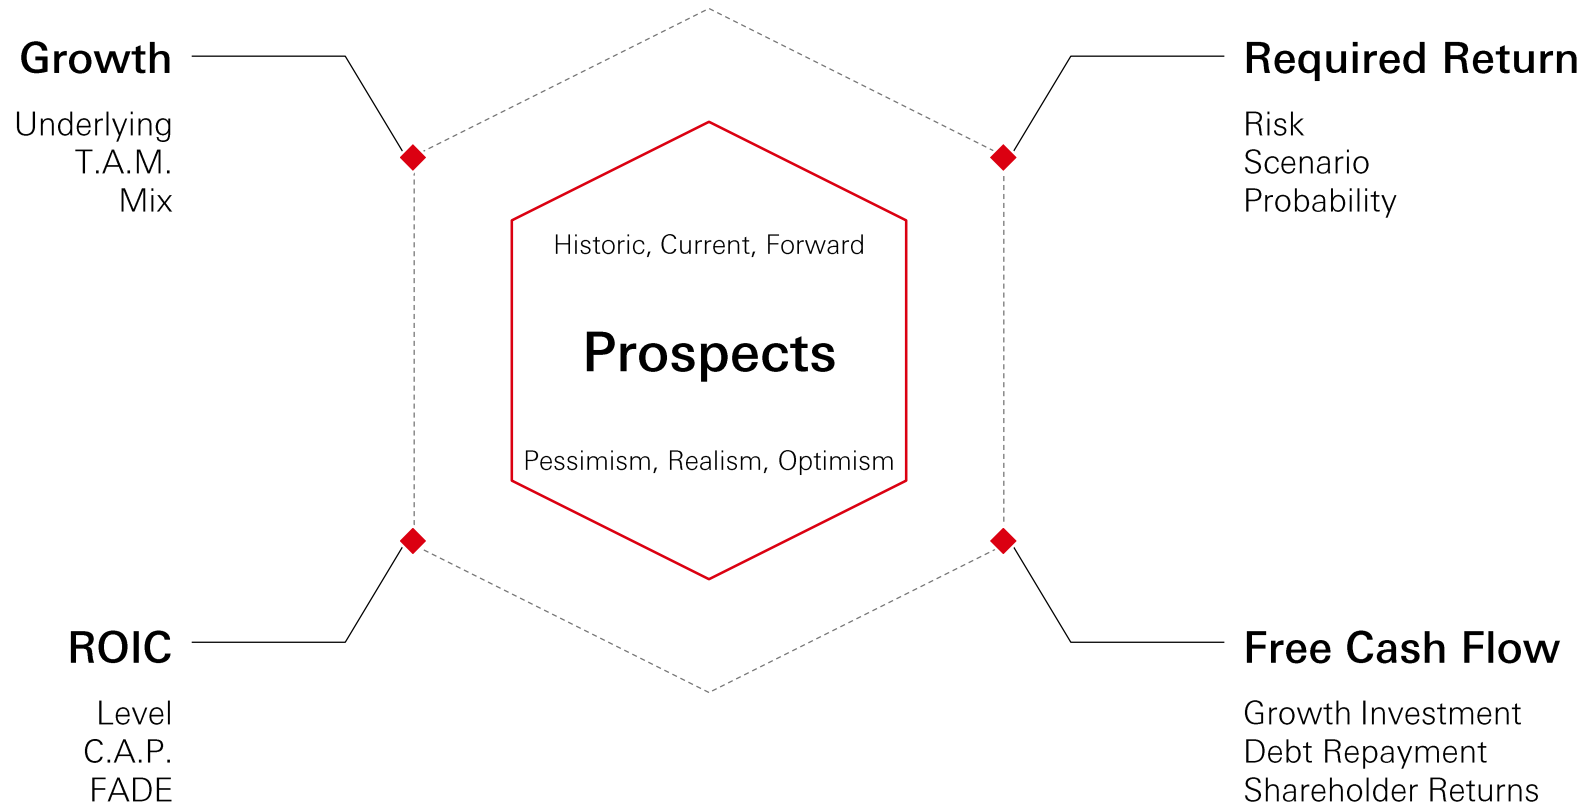 Growth
Underlying
T.A.M.
Mix
Required Return
Risk
Scenario
Probability
Historic, Current, Forward
Prospects
Pessimism, Realism, Optimism
ROIC
Level
C.A.P.
FADE
Free Cash Flow
Growth Investment
Debt Repayment
Shareholder Returns